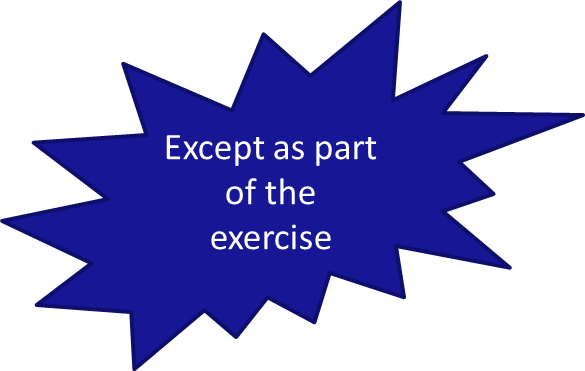 Except as part
of the
exercise